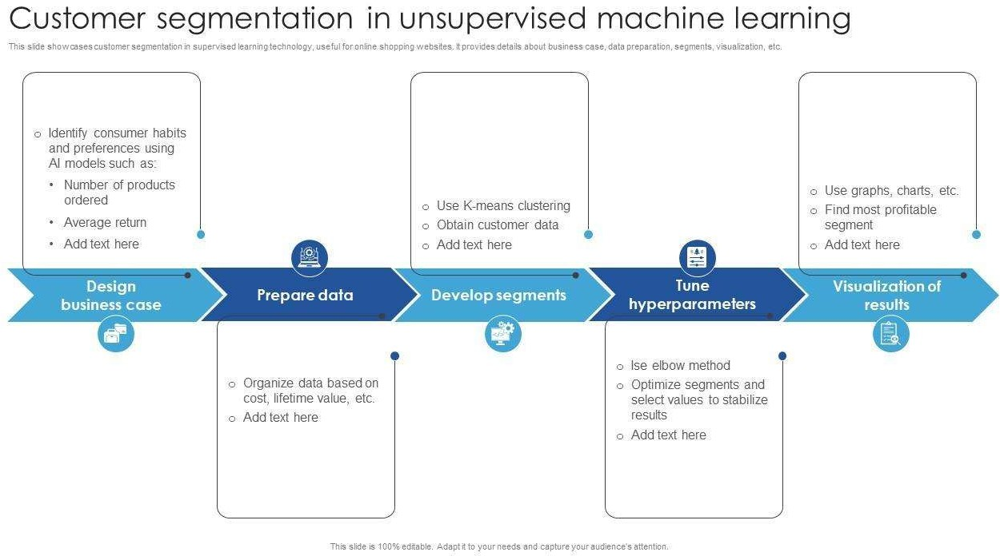 Customer segmentation in unsupervised machine learning
This slide showcases customer segmentation in supervised learning technology, useful for online shopping websites. It provides details about business case, data preparation, segments, visualization, etc.
Identify consumer habits
and preferences using
AI models such as:
Number of products
ordered
Average return
Add text here
Design
business case
Prepare data
Organize data based on
cost, lifetime value, etc.
Add text here
Use K-means clustering
Obtain customer data
Add text here
Develop segments
Tune
hyperparameters
Ise elbow method
Optimize segments and
select values to stabilize
results
Add text here
Use graphs, charts, etc.
Find most profitable
segment
Add text here
Visualization of
results
This slide is 100% editable. Adapt it to your needs and capture your audience's attention.